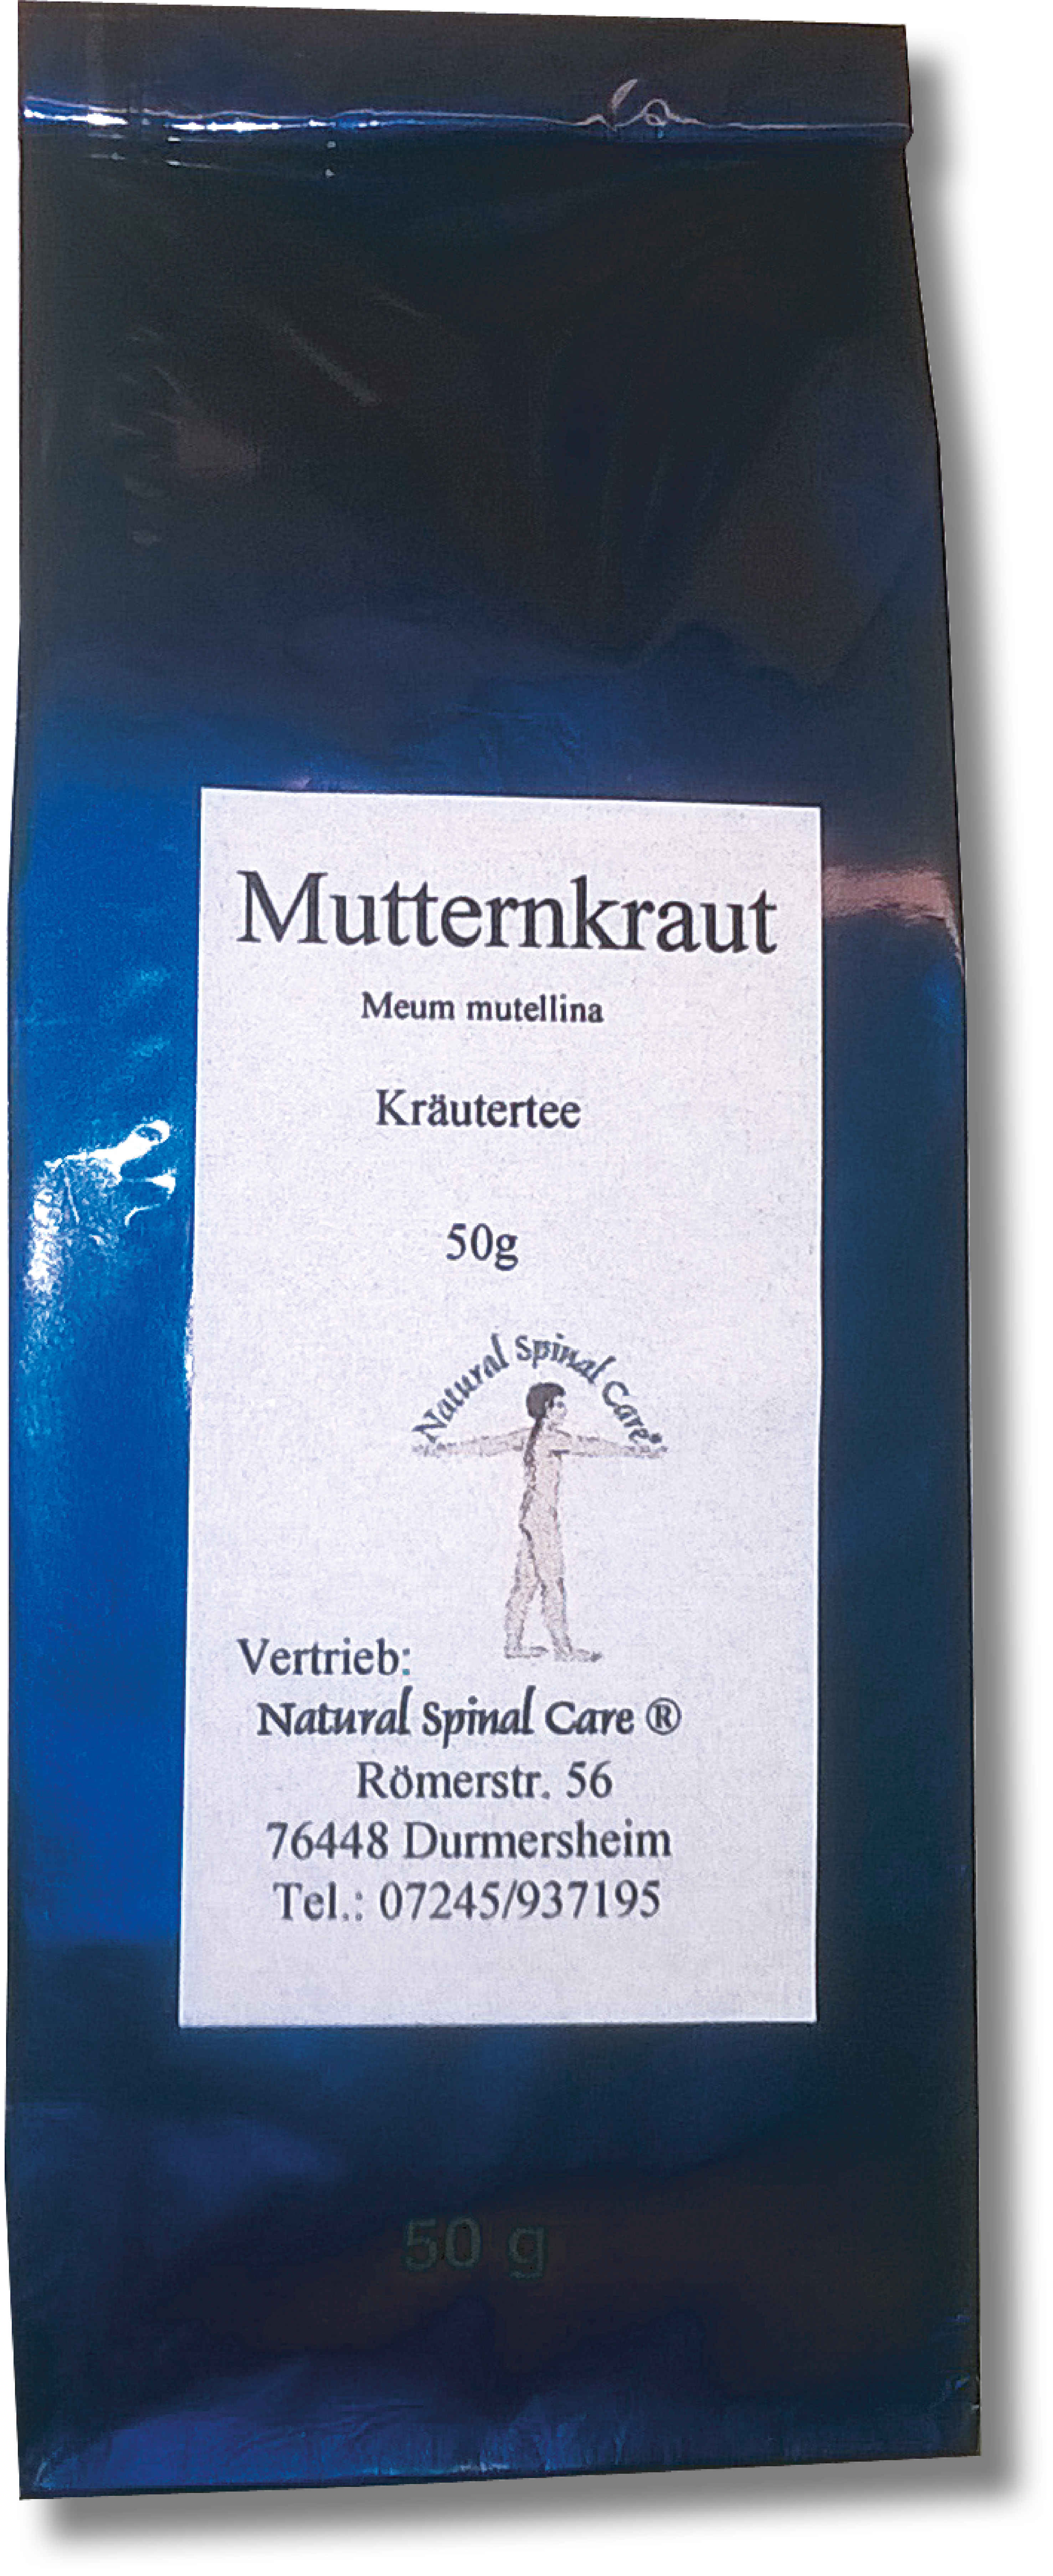 Mutternkraut
Meum mutellina
Kräutertee
50g
Natural Spinal Care®
Vertrieb:
Natural Spinal Care ®
Römerstr. 56
76448 Durmersheim
Tel.: 07245/937195
50 g